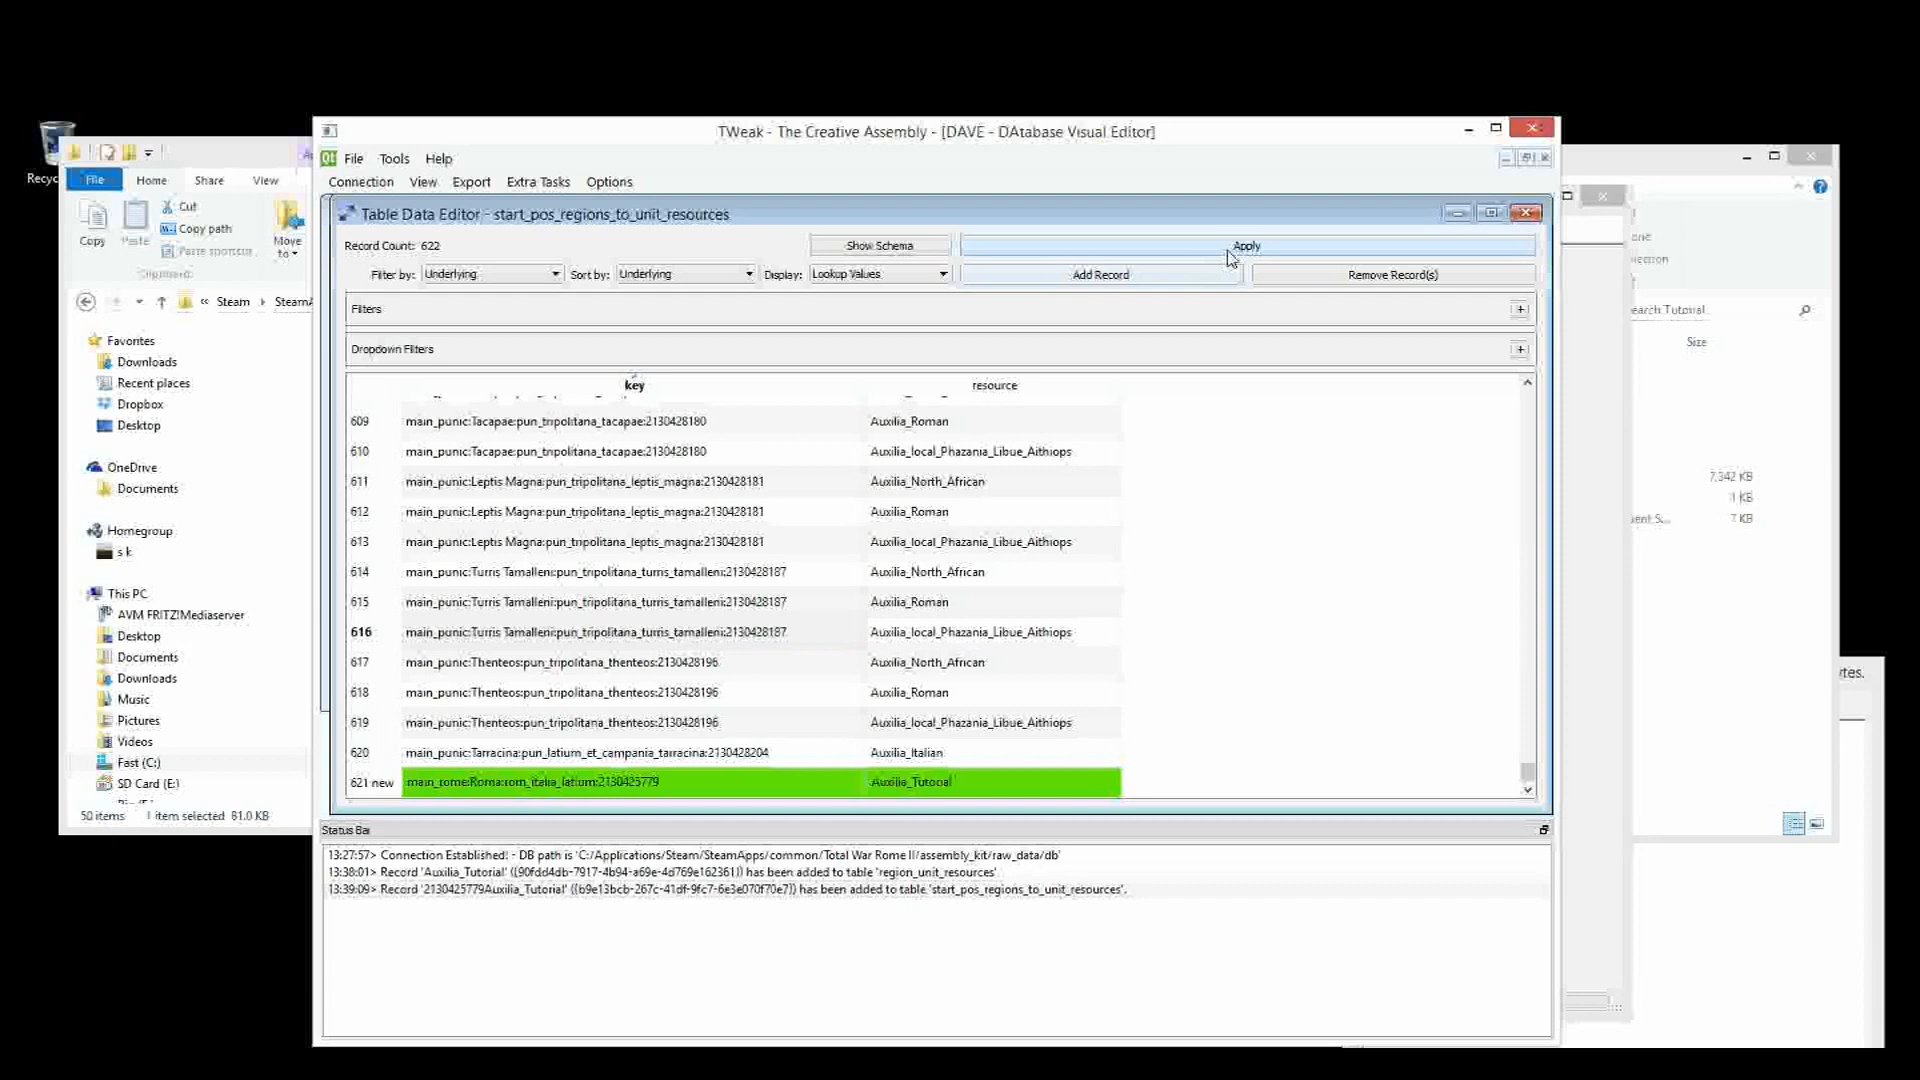 TWeak - The Creative Assembly - [DAVE - DAtabase Visual Editor]
File Tools Help
Connection View Export Extra Tasks Options
Table Data Editor - start_pos_regions_to_unit_resources
Record Count: 622
Show Schema
Apply
Filter by: Underlying
Sort by: Underlying
Display: Lookup Values
Add Record
Remove Record(s)
Filters
Dropdown Filters
key resource
609 main_punic:Tacapae:pun_tripolitana_tacapae:2130428180 Auxilia_Roman
610 main_punic:Tacapae:pun_tripolitana_tacapae:2130428180 Auxilia_local_Phazania_Libue_Aithiops
611 main_punic:Leptis Magna:pun_tripolitana_leptis_magna:2130428181 Auxilia_North_African
612 main_punic:Leptis Magna:pun_tripolitana_leptis_magna:2130428181 Auxilia_Roman
613 main_punic:Leptis Magna:pun_tripolitana_leptis_magna:2130428181 Auxilia_local_Phazania_Libue_Aithiops
614 main_punic:Turris Tamalleni:pun_tripolitana_turris_tamalleni:2130428187 Auxilia_North_African
615 main_punic:Turris Tamalleni:pun_tripolitana_turris_tamalleni:2130428187 Auxilia_Roman
616 main_punic:Turris Tamalleni:pun_tripolitana_turris_tamalleni:2130428187 Auxilia_local_Phazania_Libue_Aithiops
617 main_punic:Thenteos:pun_tripolitana_thenteos:2130428196 Auxilia_North_African
618 main_punic:Thenteos:pun_tripolitana_thenteos:2130428196 Auxilia_Roman
619 main_punic:Thenteos:pun_tripolitana_thenteos:2130428196 Auxilia_local_Phazania_Libue_Aithiops
620 main_punic:Tarracina:pun_latium_et_campania_tarracina:2130428204 Auxilia_Italian
621 new main_rome:Roma:rom_italia_latium:2130425779 Auxilia_Tutorial
Status Bar
13:27:57> Connection Established! - DB path is 'C:/Applications/Steam/SteamApps/common/Total War Rome II/assembly_kit/raw_data/db'
13:38:01> Record 'Auxilia_Tutorial' ({90fdd4db-7917-4b94-a69e-4d769e162361}) has been added to table 'region_unit_resources'
13:39:09> Record '2130425779Auxilia_Tutorial' ({b9e13bcb-267c-41df-9fc7-6e3e070f70e7}) has been added to table 'start_pos_regions_to_unit_resources'.
Recyc
File Home Share View
Copy
Paste
Cut
Copy path
Paste shortcut
Move
to
Clipboard
« Steam SteamA
Favorites
Downloads
Recent places
Dropbox
Desktop
OneDrive
Documents
Homegroup
s k
This PC
AVM FRITZ!Mediaserver
Desktop
Documents
Downloads
Music
Pictures
Videos
Fast (C:)
SD Card (E:)
50 items 1 item selected 81.0 KB
one
ection
earch Tutorial
Size
7,342 KB
1 KB
ent S... 7 KB
ytes.